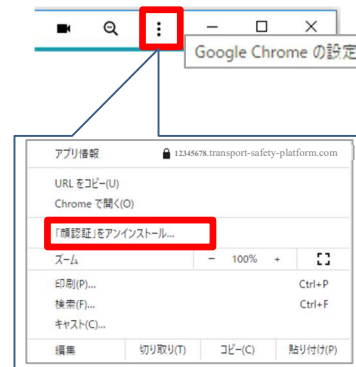 Google Chrome の設定
アプリ情報 12345678.transport-safety-platform.com
URL をコピー(U)
Chrome で開く(O)
「顔認証」をアンインストール...
ズーム - 100% +
印刷(P)... Ctrl+P
検索(F)... Ctrl+F
キャスト(C)...
編集 切り取り(T) コピー(C) 貼り付け(P)